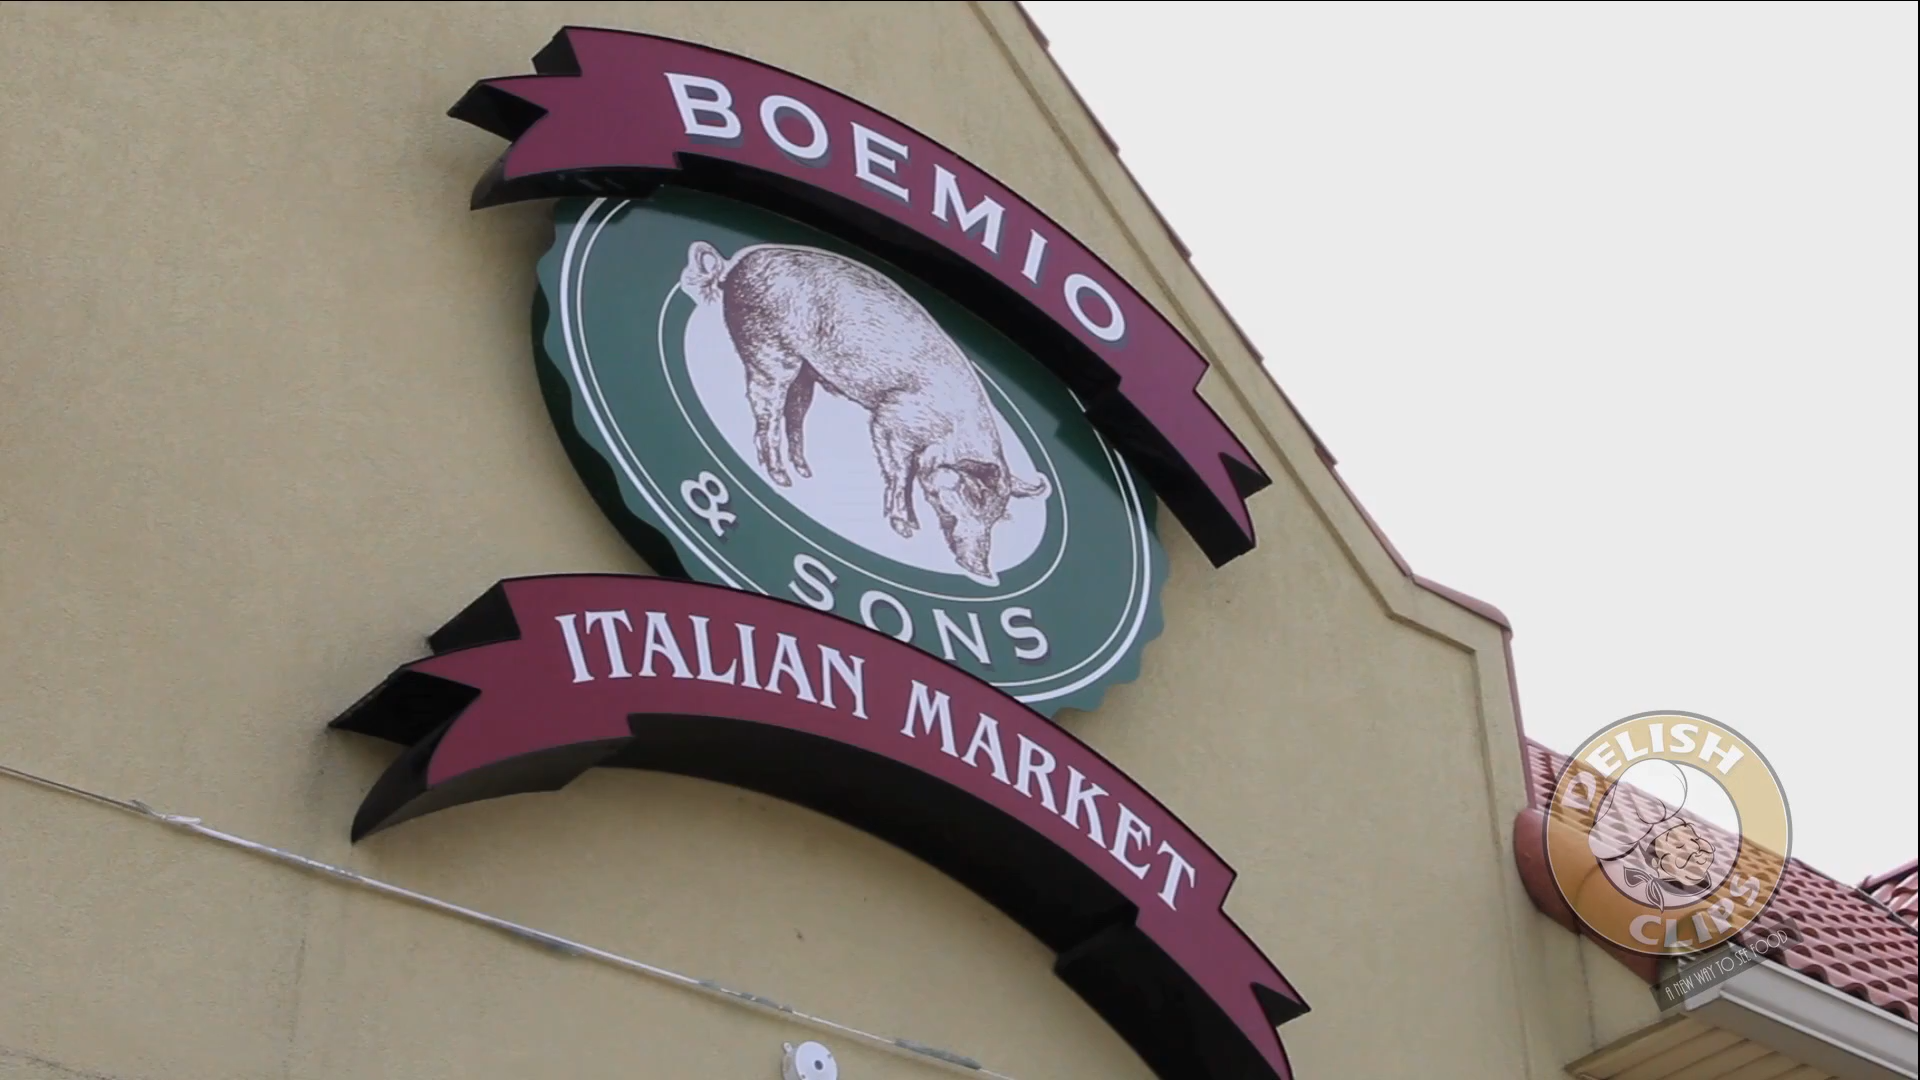 BOEMIO
& SONS
ITALIAN MARKET
DELISH
CLIPS
A NEW WAY TO SEE FOOD